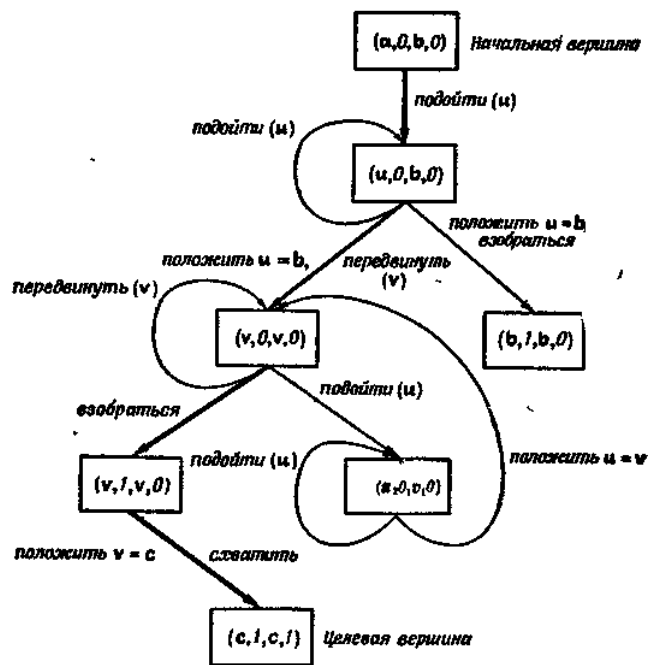 (a,0,b,0) Начальная вершина
подойти (u)
подойти (u)
(u,0,b,0)
положить u = b,
взобраться
положить u = b,
передвинуть
(v)
передвинуть (v)
(v,0,v,0)
(b,1,b,0)
подойти (u)
взобраться
подойти (u)
положить u = v
(v,1,v,0)
положить v = c
схватить
(c,1,c,1) Целевая вершина